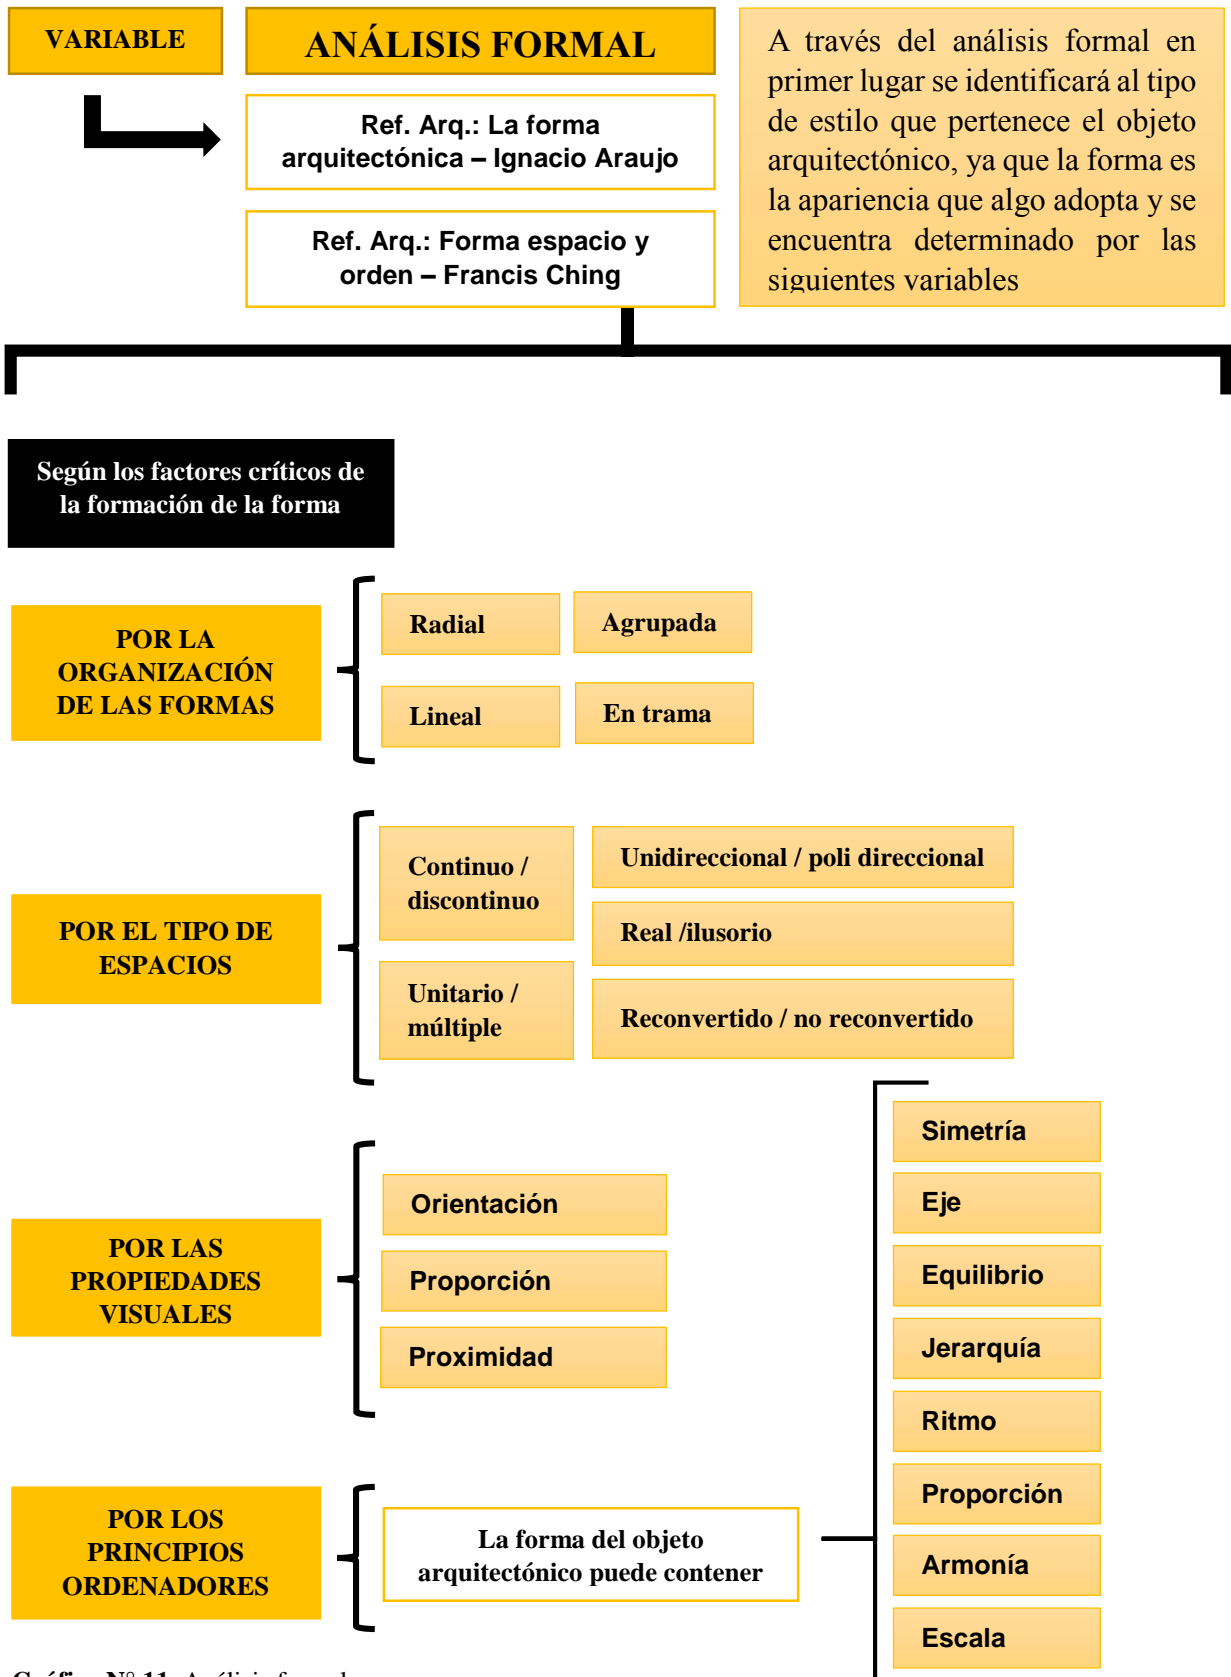 VARIABLE
ANÁLISIS FORMAL
Ref. Arq.: La forma
arquitectónica – Ignacio Araujo
Ref. Arq.: Forma espacio y
orden – Francis Ching
A través del análisis formal en
primer lugar se identificará al tipo
de estilo que pertenece el objeto
arquitectónico, ya que la forma es
la apariencia que algo adopta y se
encuentra determinado por las
siguientes variables
Según los factores críticos de
la formación de la forma
POR LA
ORGANIZACIÓN
DE LAS FORMAS
Radial
Agrupada
Lineal
En trama
POR EL TIPO DE
ESPACIOS
Continuo /
discontinuo
Unidireccional / poli direccional
Real /ilusorio
Unitario /
múltiple
Reconvertido / no reconvertido
POR LAS
PROPIEDADES
VISUALES
Orientación
Proporción
Proximidad
POR LOS
PRINCIPIOS
ORDENADORES
La forma del objeto
arquitectónico puede contener
Simetría
Eje
Equilibrio
Jerarquía
Ritmo
Proporción
Armonía
Escala
Gráfico N° 11: Análisis formal